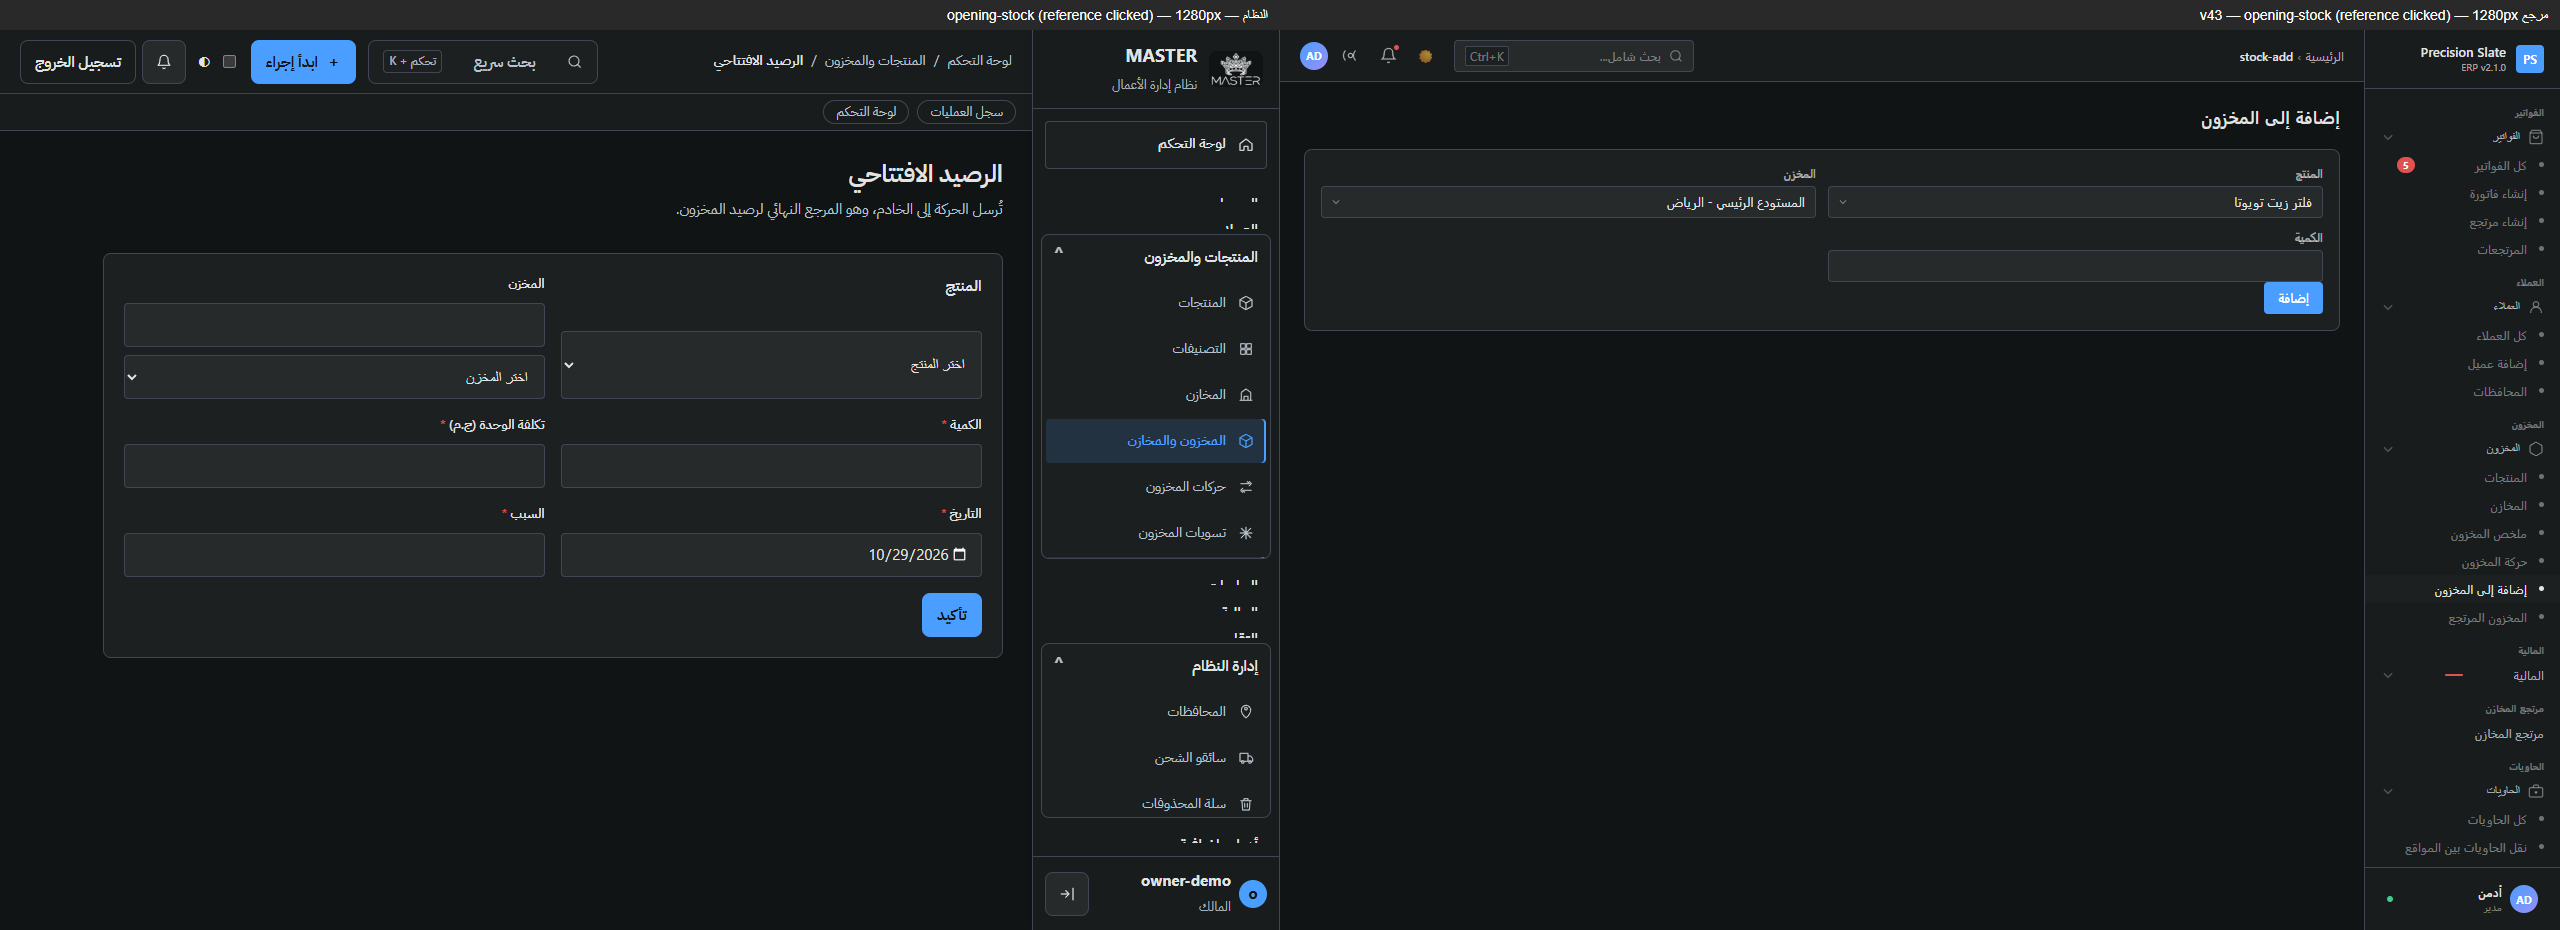 مرجع v43 — opening-stock (reference clicked) — 1280px
Precision Slate
ERP v2.1.0
PS
الفواتير
الفواتير
كل الفواتير
5
إنشاء فاتورة
إنشاء مرتجع
المرتجعات
العملاء
العملاء
كل العملاء
إضافة عميل
المحافظات
المخزون
المخزون
المنتجات
المخازن
ملخص المخزون
حركة المخزون
إضافة إلى المخزون
المخزون المرتجع
المالية
المالية
مرتجع المخازن
مرتجع المخازن
الحاويات
الحاويات
كل الحاويات
نقل الحاويات بين المواقع
أدمن
مدير
AD
الرئيسية › stock-add
بحث شامل...
Ctrl+K
AD
إضافة إلى المخزون
المنتج
المخزن
فلتر زيت تويوتا
المستودع الرئيسي - الرياض
الكمية
إضافة
النظام — opening-stock (reference clicked) — 1280px
MASTER
نظام إدارة الأعمال
MASTER
لوحة التحكم
المنتجات والمخزون
المنتجات
التصنيفات
المخازن
المخزون والمخازن
حركات المخزون
تسويات المخزون
إدارة النظام
المحافظات
سائقو الشحن
سلة المحذوفات
owner-demo
المالك
o
لوحة التحكم / المنتجات والمخزون / الرصيد الافتتاحي
بحث سريع
تحكم + K
+ ابدأ إجراء
تسجيل الخروج
سجل العمليات
لوحة التحكم
الرصيد الافتتاحي
تُرسل الحركة إلى الخادم، وهو المرجع النهائي لرصيد المخزون.
المنتج
المخزن
اختر المنتج
اختر المخزن
الكمية *
تكلفة الوحدة (ج.م) *
التاريخ *
السبب *
10/29/2026
تأكيد